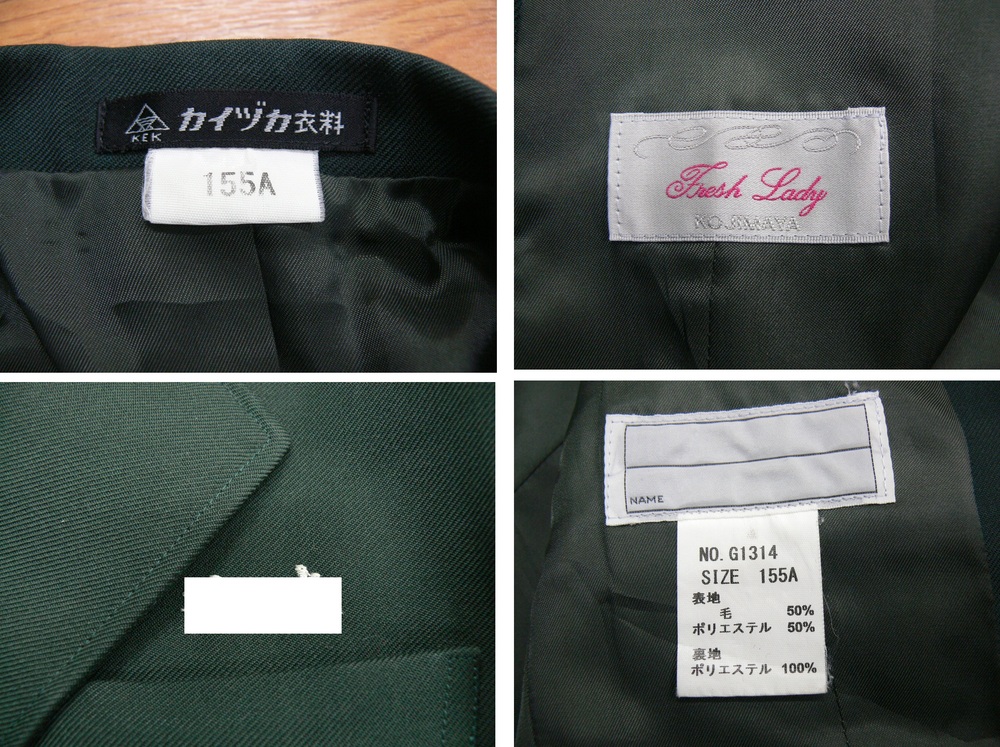 KEK
カイヅカ衣料
155A
Fresh Lady
KOJIMAYA
NAME
NO. G1314
SIZE 155A
表地
毛 50%
ポリエステル 50%
裏地
ポリエステル 100%